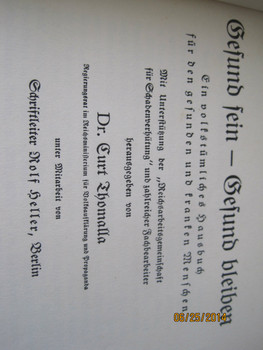 Gesund sein — Gesund bleiben
Ein volkstümliches Hausbuch
für den gesunden und kranken Menschen
Mit Unterstützung der „Reichsarbeitsgemeinschaft
für Schadenverhütung“ und zahlreicher Fachbearbeiter
herausgegeben von
Dr. Curt Thomalla
Regierungsrat im Reichsministerium für Volksaufklärung und Propaganda
unter Mitarbeit von
Schriftleiter Rolf Heller, Berlin
08/29/2014